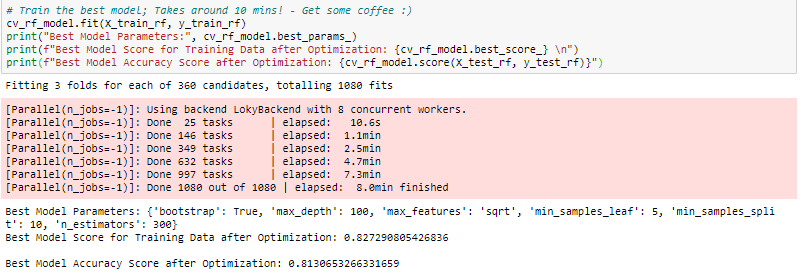 # Train the best model; Takes around 10 mins! - Get some coffee :)
cv_rf_model.fit(X_train_rf, y_train_rf)
print("Best Model Parameters:", cv_rf_model.best_params_)
print(f"Best Model Score for Training Data after Optimization: {cv_rf_model.best_score_} \n")
print(f"Best Model Accuracy Score after Optimization: {cv_rf_model.score(X_test_rf, y_test_rf)}")
Fitting 3 folds for each of 360 candidates, totalling 1080 fits
[Parallel(n_jobs=-1)]: Using backend LokyBackend with 8 concurrent workers.
[Parallel(n_jobs=-1)]: Done  25 tasks      | elapsed:   10.6s
[Parallel(n_jobs=-1)]: Done 146 tasks      | elapsed:  1.1min
[Parallel(n_jobs=-1)]: Done 349 tasks      | elapsed:  2.5min
[Parallel(n_jobs=-1)]: Done 632 tasks      | elapsed:  4.7min
[Parallel(n_jobs=-1)]: Done 997 tasks      | elapsed:  7.3min
[Parallel(n_jobs=-1)]: Done 1080 out of 1080 | elapsed:  8.0min finished
Best Model Parameters: {'bootstrap': True, 'max_depth': 100, 'max_features': 'sqrt', 'min_samples_leaf': 5, 'min_samples_spli
t': 10, 'n_estimators': 300}
Best Model Score for Training Data after Optimization: 0.827290805426836
Best Model Accuracy Score after Optimization: 0.8130653266331659